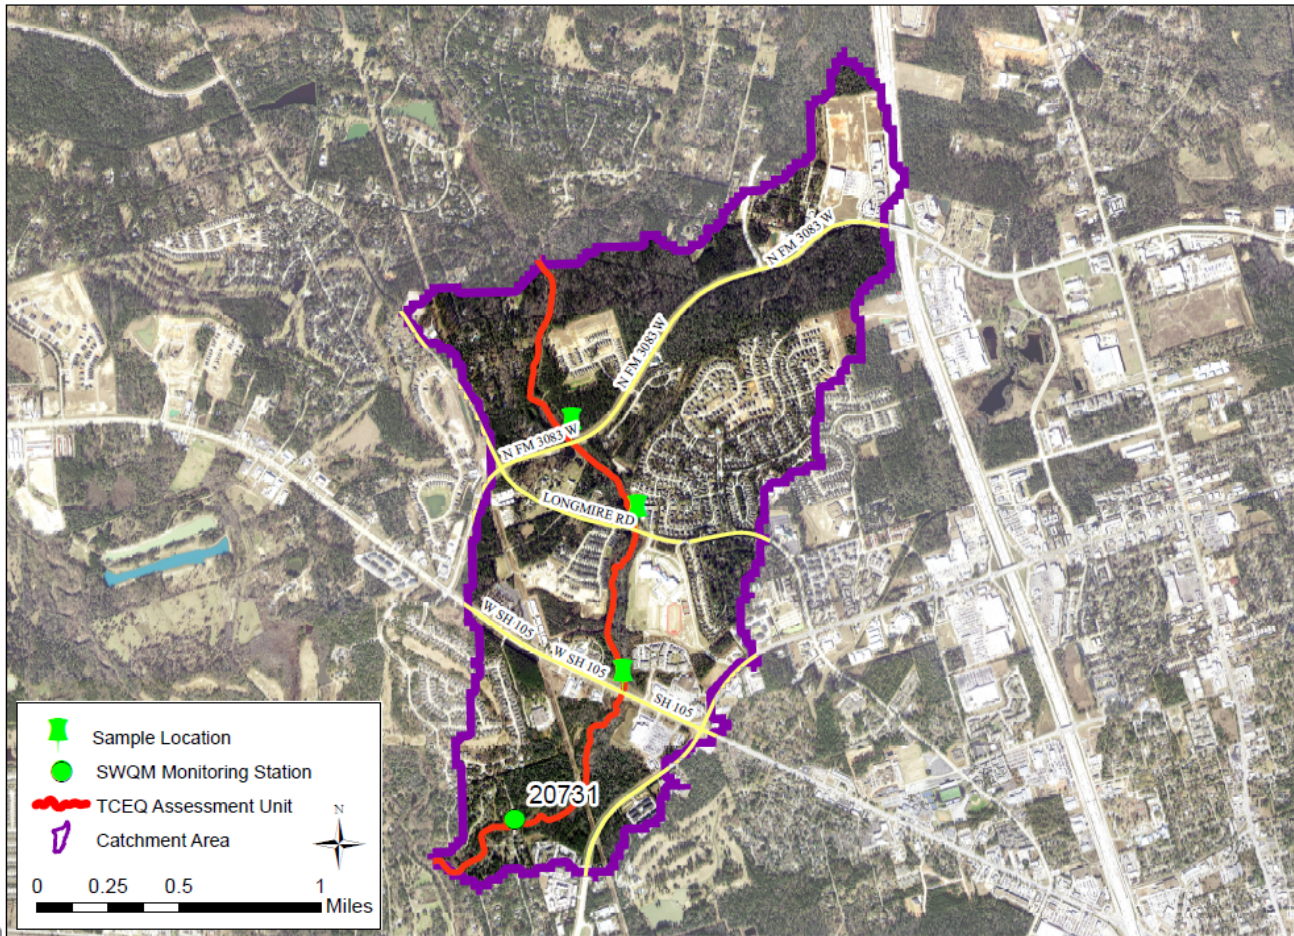 N FM 3083 W
N FM 3083 W
N FM 3083 W
LONGMIRE RD
W SH 105
W SH 105
SH 105
20731
Sample Location
SWQM Monitoring Station
TCEQ Assessment Unit
Catchment Area
N
0 0.25 0.5 1
Miles